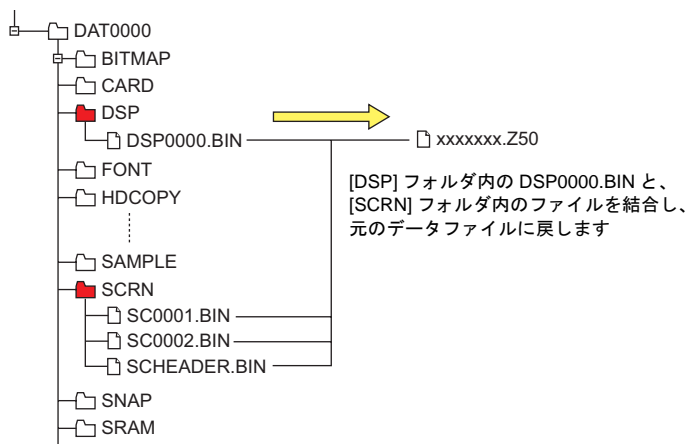 DAT0000
BITMAP
CARD
DSP
DSP0000.BIN
xxxxxxx.Z50
FONT
HDCOPY
[DSP] フォルダ内の DSP0000.BIN と、
[SCRN] フォルダ内のファイルを結合し、
元のデータファイルに戻します
SAMPLE
SCRN
SC0001.BIN
SC0002.BIN
SCHEADER.BIN
SNAP
SRAM